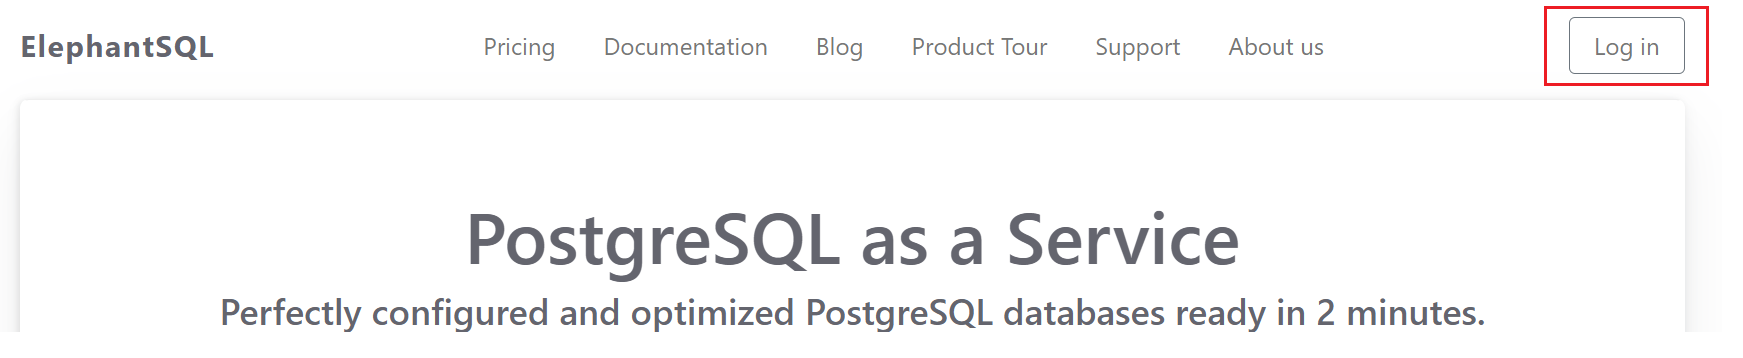 ElephantSQL Pricing Documentation Blog Product Tour Support About us Log in
PostgreSQL as a Service
Perfectly configured and optimized PostgreSQL databases ready in 2 minutes.